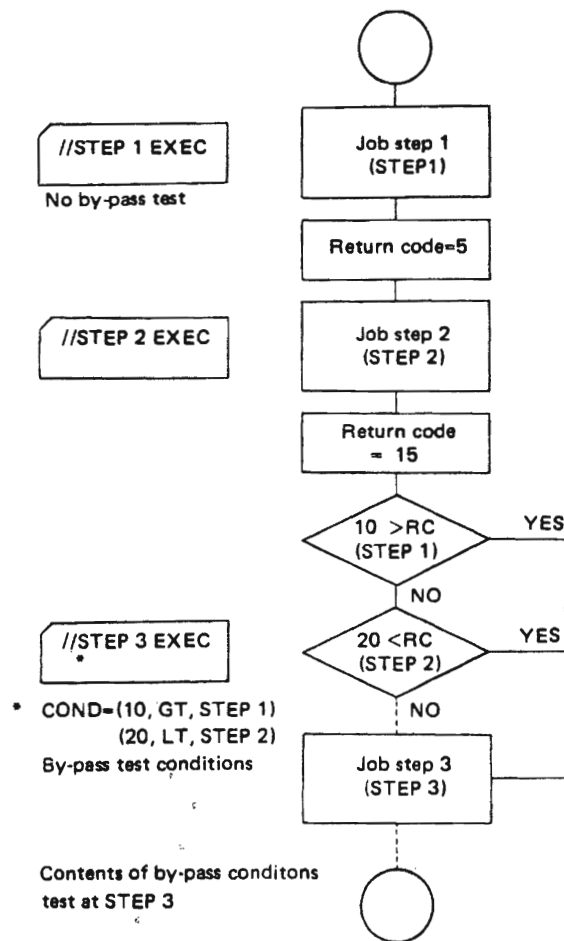 //STEP 1 EXEC
No by-pass test
Job step 1
(STEP1)
Return code=5
//STEP 2 EXEC
Job step 2
(STEP 2)
Return code
= 15
10 >RC
(STEP 1)
YES
NO
//STEP 3 EXEC
*
20 <RC
(STEP 2)
YES
NO
* COND=(10, GT, STEP 1)
(20, LT, STEP 2)
By-pass test conditions
Job step 3
(STEP 3)
Contents of by-pass conditons
test at STEP 3